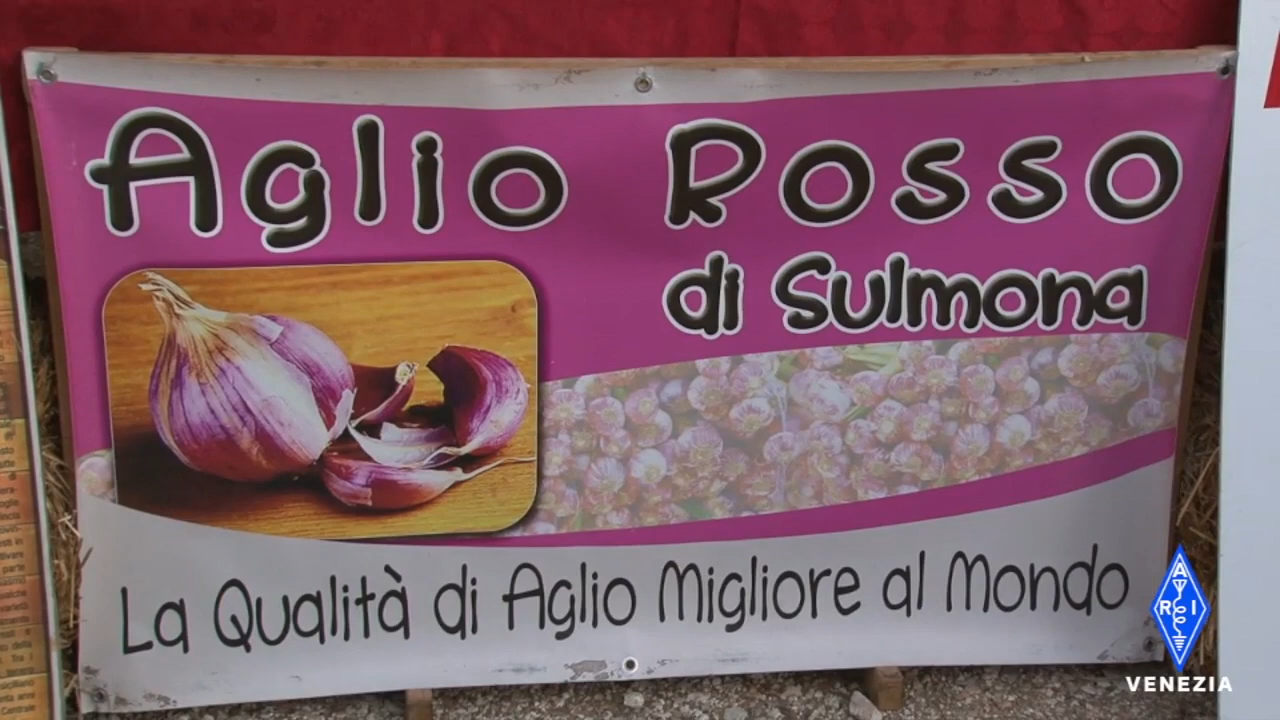 Aglio Rosso
di Sulmona
La Qualità di Aglio Migliore al Mondo
A
R I
VENEZIA